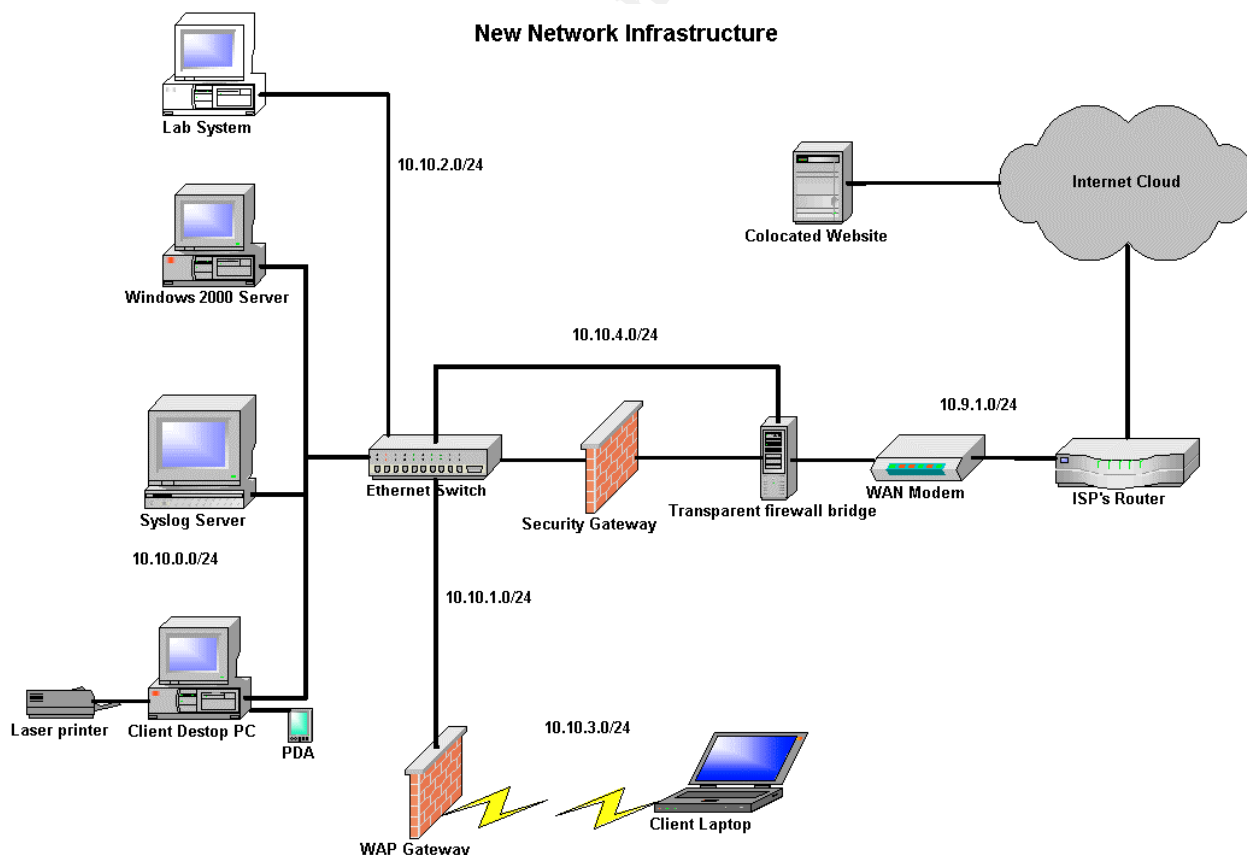 New Network Infrastructure
Lab System
10.10.2.0/24
Internet Cloud
Colocated Website
Windows 2000 Server
10.10.4.0/24
10.9.1.0/24
Ethernet Switch
WAN Modem
ISP's Router
Transparent firewall bridge
Security Gateway
Syslog Server
10.10.0.0/24
10.10.1.0/24
Laser printer
Client Destop PC
PDA
10.10.3.0/24
Client Laptop
WAP Gateway